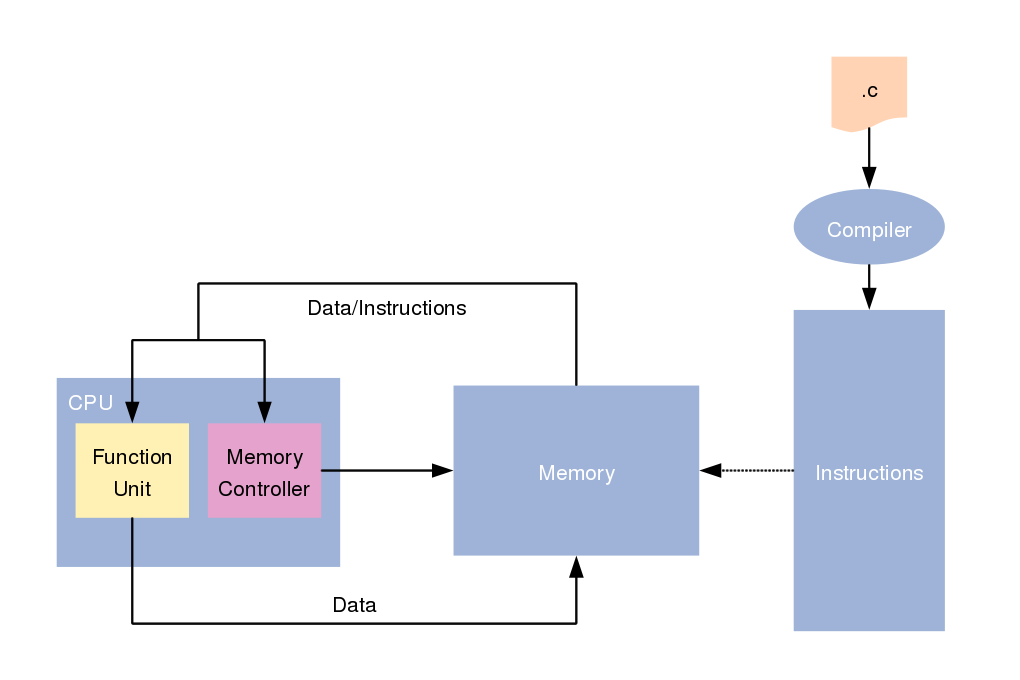 .c
Compiler
Data/Instructions
CPU
Function
Unit
Memory
Controller
Memory
Instructions
Data